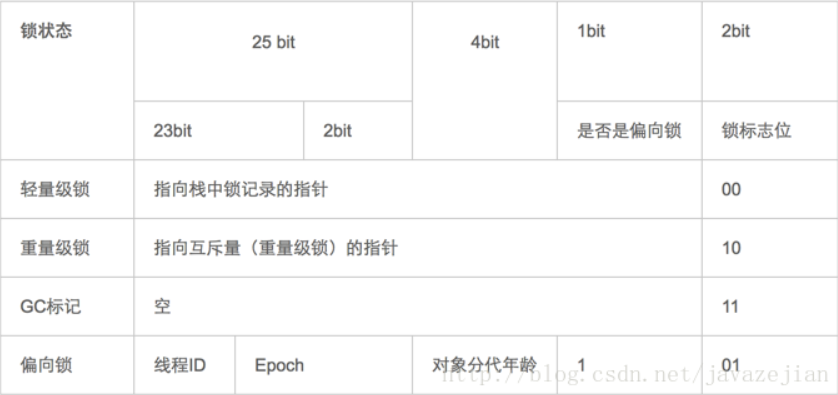 锁状态 25 bit 4bit 1bit 2bit
23bit 2bit 是否是偏向锁 锁标志位
轻量级锁 指向栈中锁记录的指针 00
重量级锁 指向互斥量（重量级锁）的指针 10
GC标记 空 11
偏向锁 线程ID Epoch 对象分代年龄 1 01
http://blog.csdn.net/javazejian